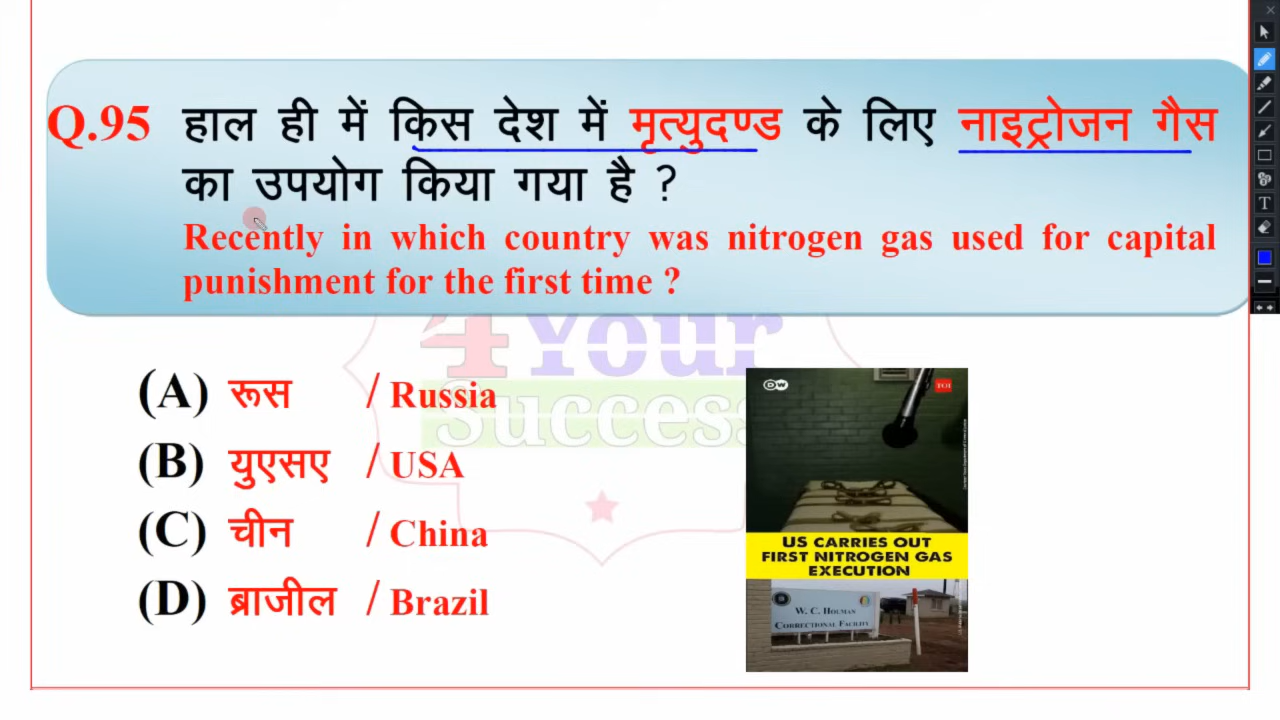 Q.95 हाल ही में किस देश में मृत्युदण्ड के लिए नाइट्रोजन गैस
का उपयोग किया गया है ?
Recently in which country was nitrogen gas used for capital
punishment for the first time ?
4 Your
Success
(A) रूस / Russia
(B) युएसए / USA
(C) चीन / China
(D) ब्राजील / Brazil
DW
TOI
US CARRIES OUT
FIRST NITROGEN GAS
EXECUTION
W. C. HOLMAN
CORRECTIONAL FACILITY
T